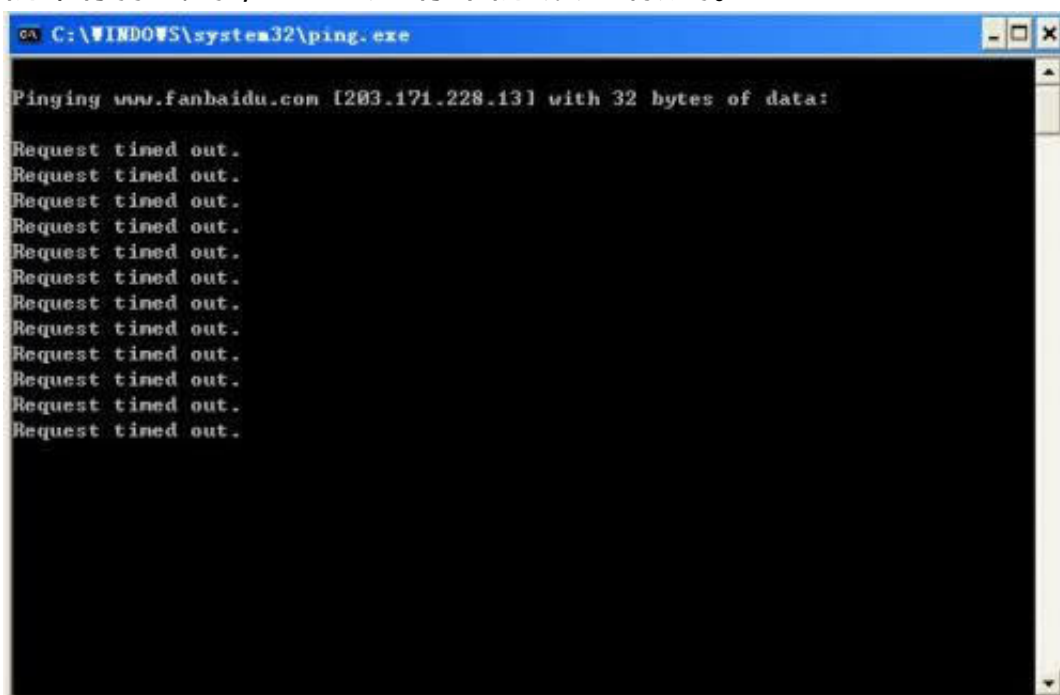 C:\WINDOWS\system32\ping.exe
Pinging www.fanbaidu.com [203.171.228.13] with 32 bytes of data:
Request timed out.
Request timed out.
Request timed out.
Request timed out.
Request timed out.
Request timed out.
Request timed out.
Request timed out.
Request timed out.
Request timed out.
Request timed out.
Request timed out.